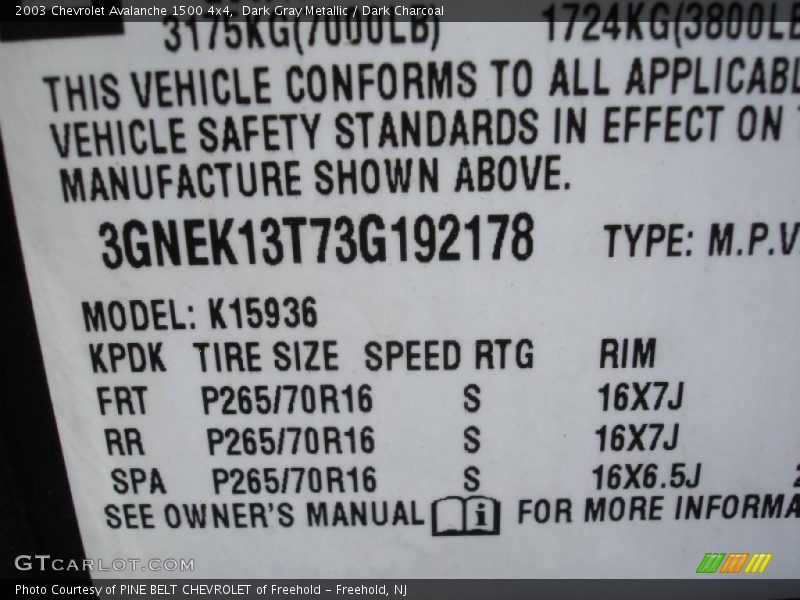 2003 Chevrolet Avalanche 1500 4x4,  Dark Gray Metallic / Dark Charcoal
3175KG(7000LB) 1724KG(3800LB
THIS VEHICLE CONFORMS TO ALL APPLICABL
VEHICLE SAFETY STANDARDS IN EFFECT ON
MANUFACTURE SHOWN ABOVE.
3GNEK13T73G192178 TYPE: M.P.V
MODEL: K15936
KPDK TIRE SIZE SPEED RTG RIM
FRT P265/70R16 S 16X7J
RR P265/70R16 S 16X7J
SPA P265/70R16 S 16X6.5J
SEE OWNER'S MANUAL i FOR MORE INFORMA
GTCARLOT.COM
Photo Courtesy of PINE BELT CHEVROLET of Freehold - Freehold, NJ